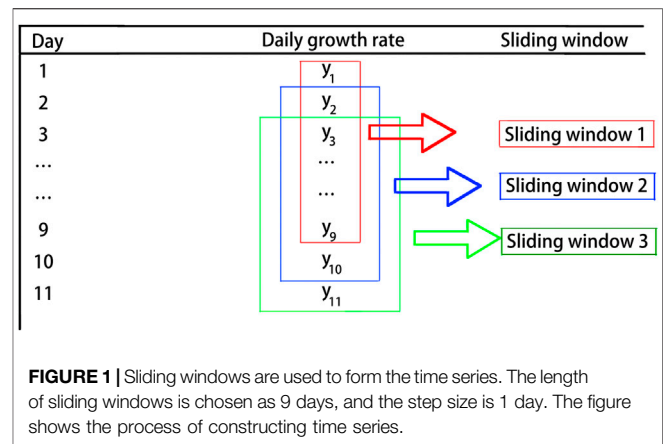 Day Daily growth rate Sliding window
1 y1
2 y2
3 y3 Sliding window 1
... ...
... ... Sliding window 2
9 y9 Sliding window 3
10 y10
11 y11
FIGURE 1 | Sliding windows are used to form the time series. The length
of sliding windows is chosen as 9 days, and the step size is 1 day. The figure
shows the process of constructing time series.